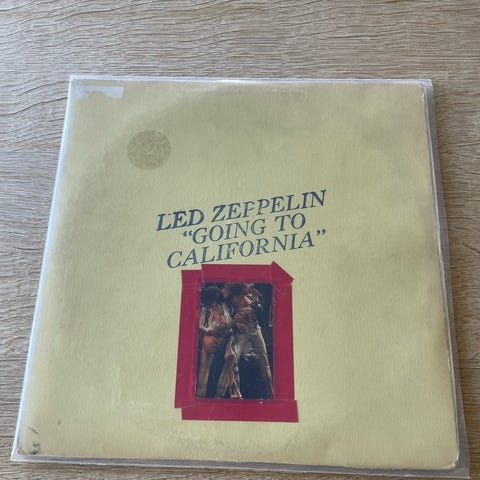 LED ZEPPELIN
“GOING TO
CALIFORNIA”